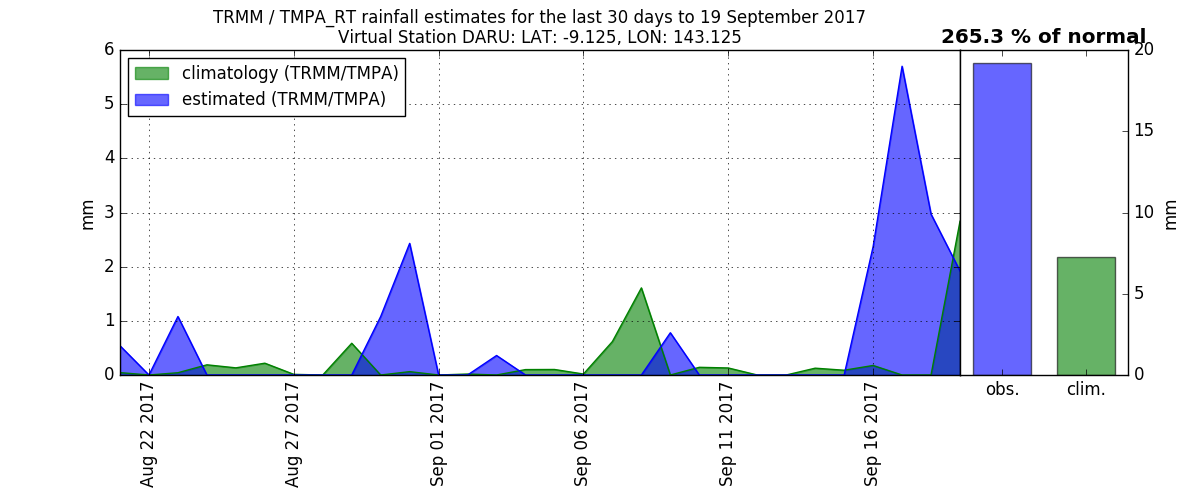 TRMM / TMPA_RT rainfall estimates for the last 30 days to 19 September 2017
Virtual Station DARU: LAT: -9.125, LON: 143.125
265.3 % of normal
climatology (TRMM/TMPA)
estimated (TRMM/TMPA)
6
5
4
3
2
1
0
mm
Aug 22 2017
Aug 27 2017
Sep 01 2017
Sep 06 2017
Sep 11 2017
Sep 16 2017
20
15
10
5
0
mm
obs.
clim.